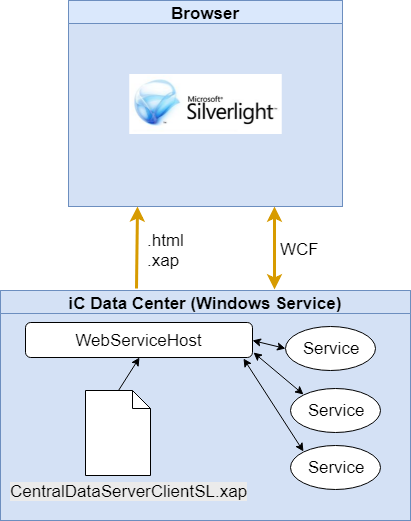 Browser
Microsoft®
Silverlight™
.html
.xap
WCF
iC Data Center (Windows Service)
WebServiceHost
Service
Service
Service
CentralDataServerClientSL.xap